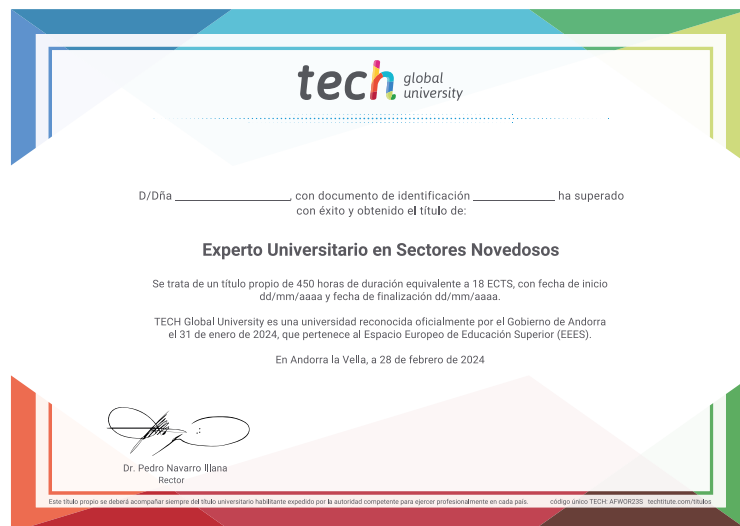 tech global university
D/Dña ____________________, con documento de identificación ______________ ha superado
con éxito y obtenido el título de:
Experto Universitario en Sectores Novedosos
Se trata de un título propio de 450 horas de duración equivalente a 18 ECTS, con fecha de inicio
dd/mm/aaaa y fecha de finalización dd/mm/aaaa.
TECH Global University es una universidad reconocida oficialmente por el Gobierno de Andorra
el 31 de enero de 2024, que pertenece al Espacio Europeo de Educación Superior (EEES).
En Andorra la Vella, a 28 de febrero de 2024
Dr. Pedro Navarro Illana
Rector
Este título propio se deberá acompañar siempre del título universitario habilitante expedido por la autoridad competente para ejercer profesionalmente en cada país. código único TECH: AFWOR23S techtitute.com/titulos